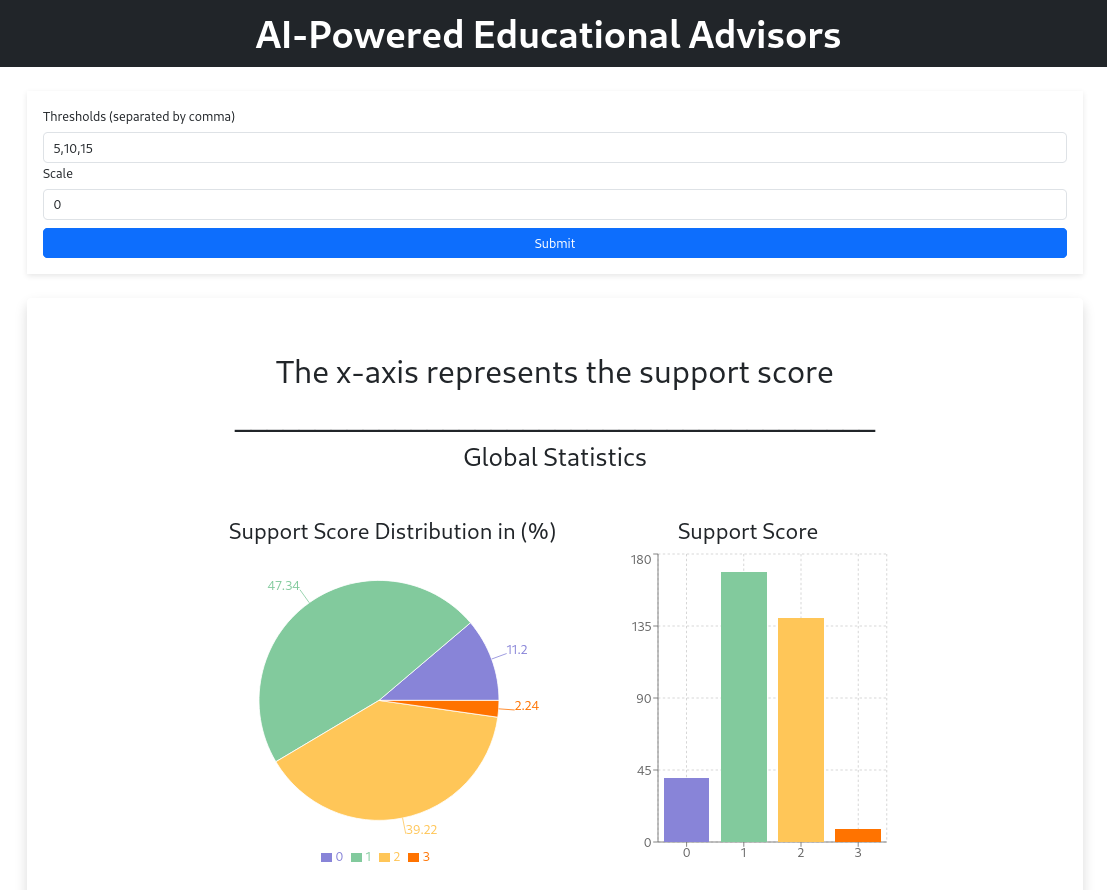 AI-Powered Educational Advisors
Thresholds (separated by comma)
5,10,15
Scale
0
Submit
The x-axis represents the support score
Global Statistics
Support Score Distribution in (%)
47.34
11.2
2.24
39.22
0 1 2 3
Support Score
180
135
90
45
0
0 1 2 3